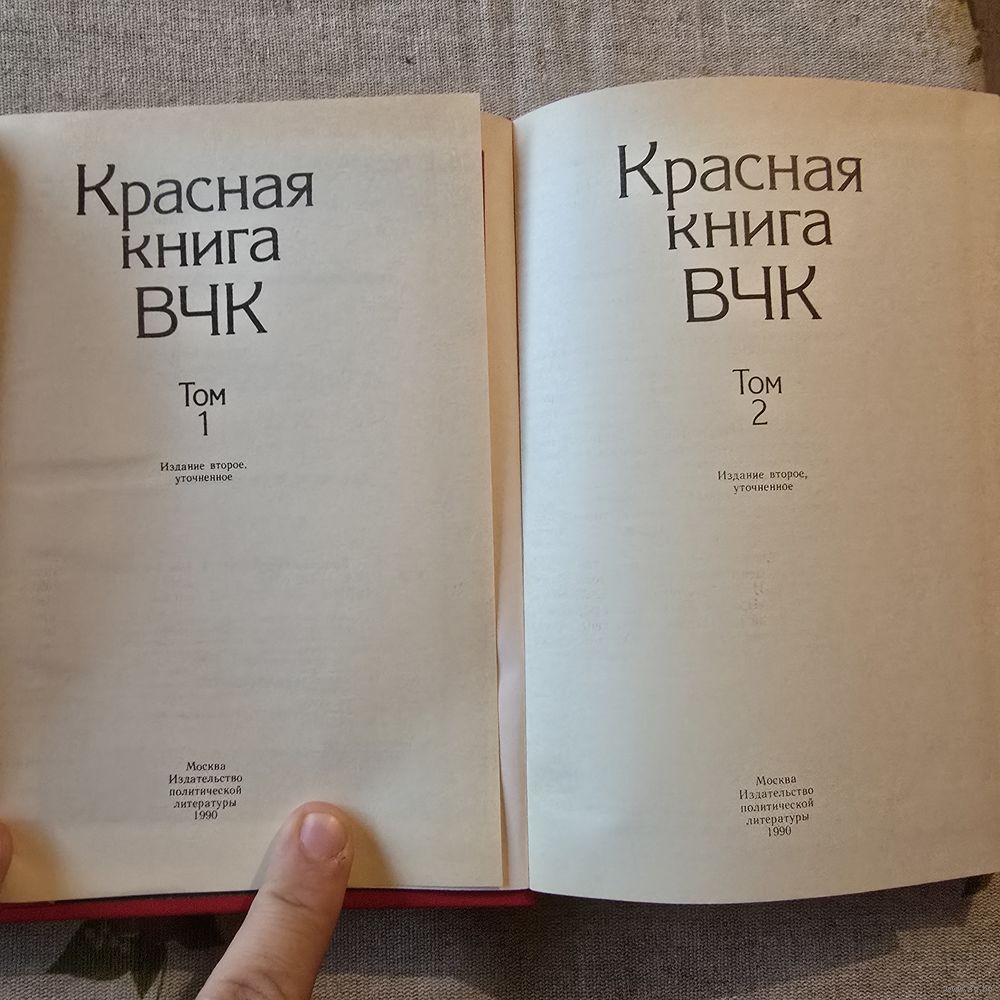 Красная
книга
ВЧК
Том
1
Издание второе,
уточненное
Москва
Издательство
политической
литературы
1990
Красная
книга
ВЧК
Том
2
Издание второе,
уточненное
Москва
Издательство
политической
литературы
1990